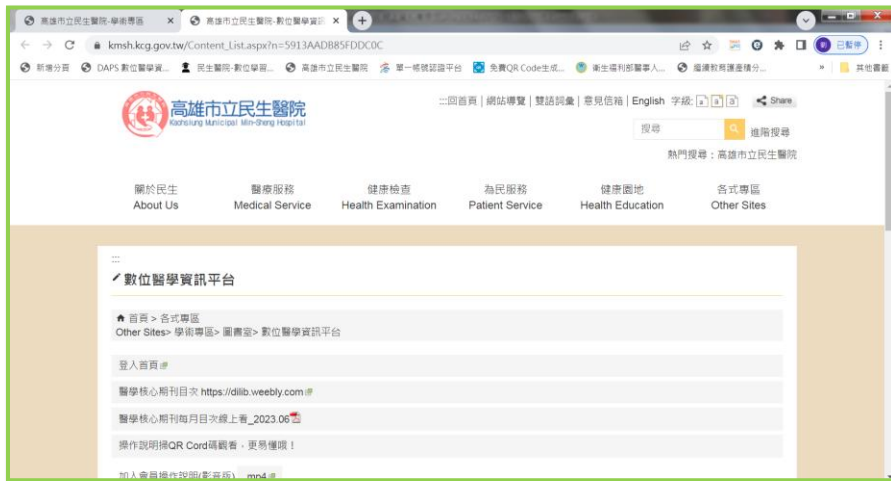 高雄市立民生醫院-學術專區
高雄市立民生醫院-數位醫學資訊
kmsh.kcg.gov.tw/Content_List.aspx?n=5913AADB85FDDC0C
已暫停
新增分頁
DAPS 數位醫學資...
民生醫院-數位學習...
高雄市立民生醫院
單一帳號認證平台
免費QR Code生成...
衛生福利部醫事人...
繼續教育護產積分...
其他書籤
高雄市立民生醫院
Kaohsiung Municipal Min-Sheng Hospital
:::回首頁 | 網站導覽 | 雙語詞彙 | 意見信箱 | English 字級: a a a Share
搜尋
進階搜尋
熱門搜尋：高雄市立民生醫院
關於民生 醫療服務 健康檢查 為民服務 健康園地 各式專區
About Us Medical Service Health Examination Patient Service Health Education Other Sites
:::
數位醫學資訊平台
首頁 > 各式專區
Other Sites> 學術專區> 圖書室> 數位醫學資訊平台
登入首頁
醫學核心期刊目次 https://dilib.weebly.com
醫學核心期刊每月目次線上看_2023.06
操作說明掃QR Cord碼觀看，更易懂哦！
加入會員操作說明(影音版) mp4